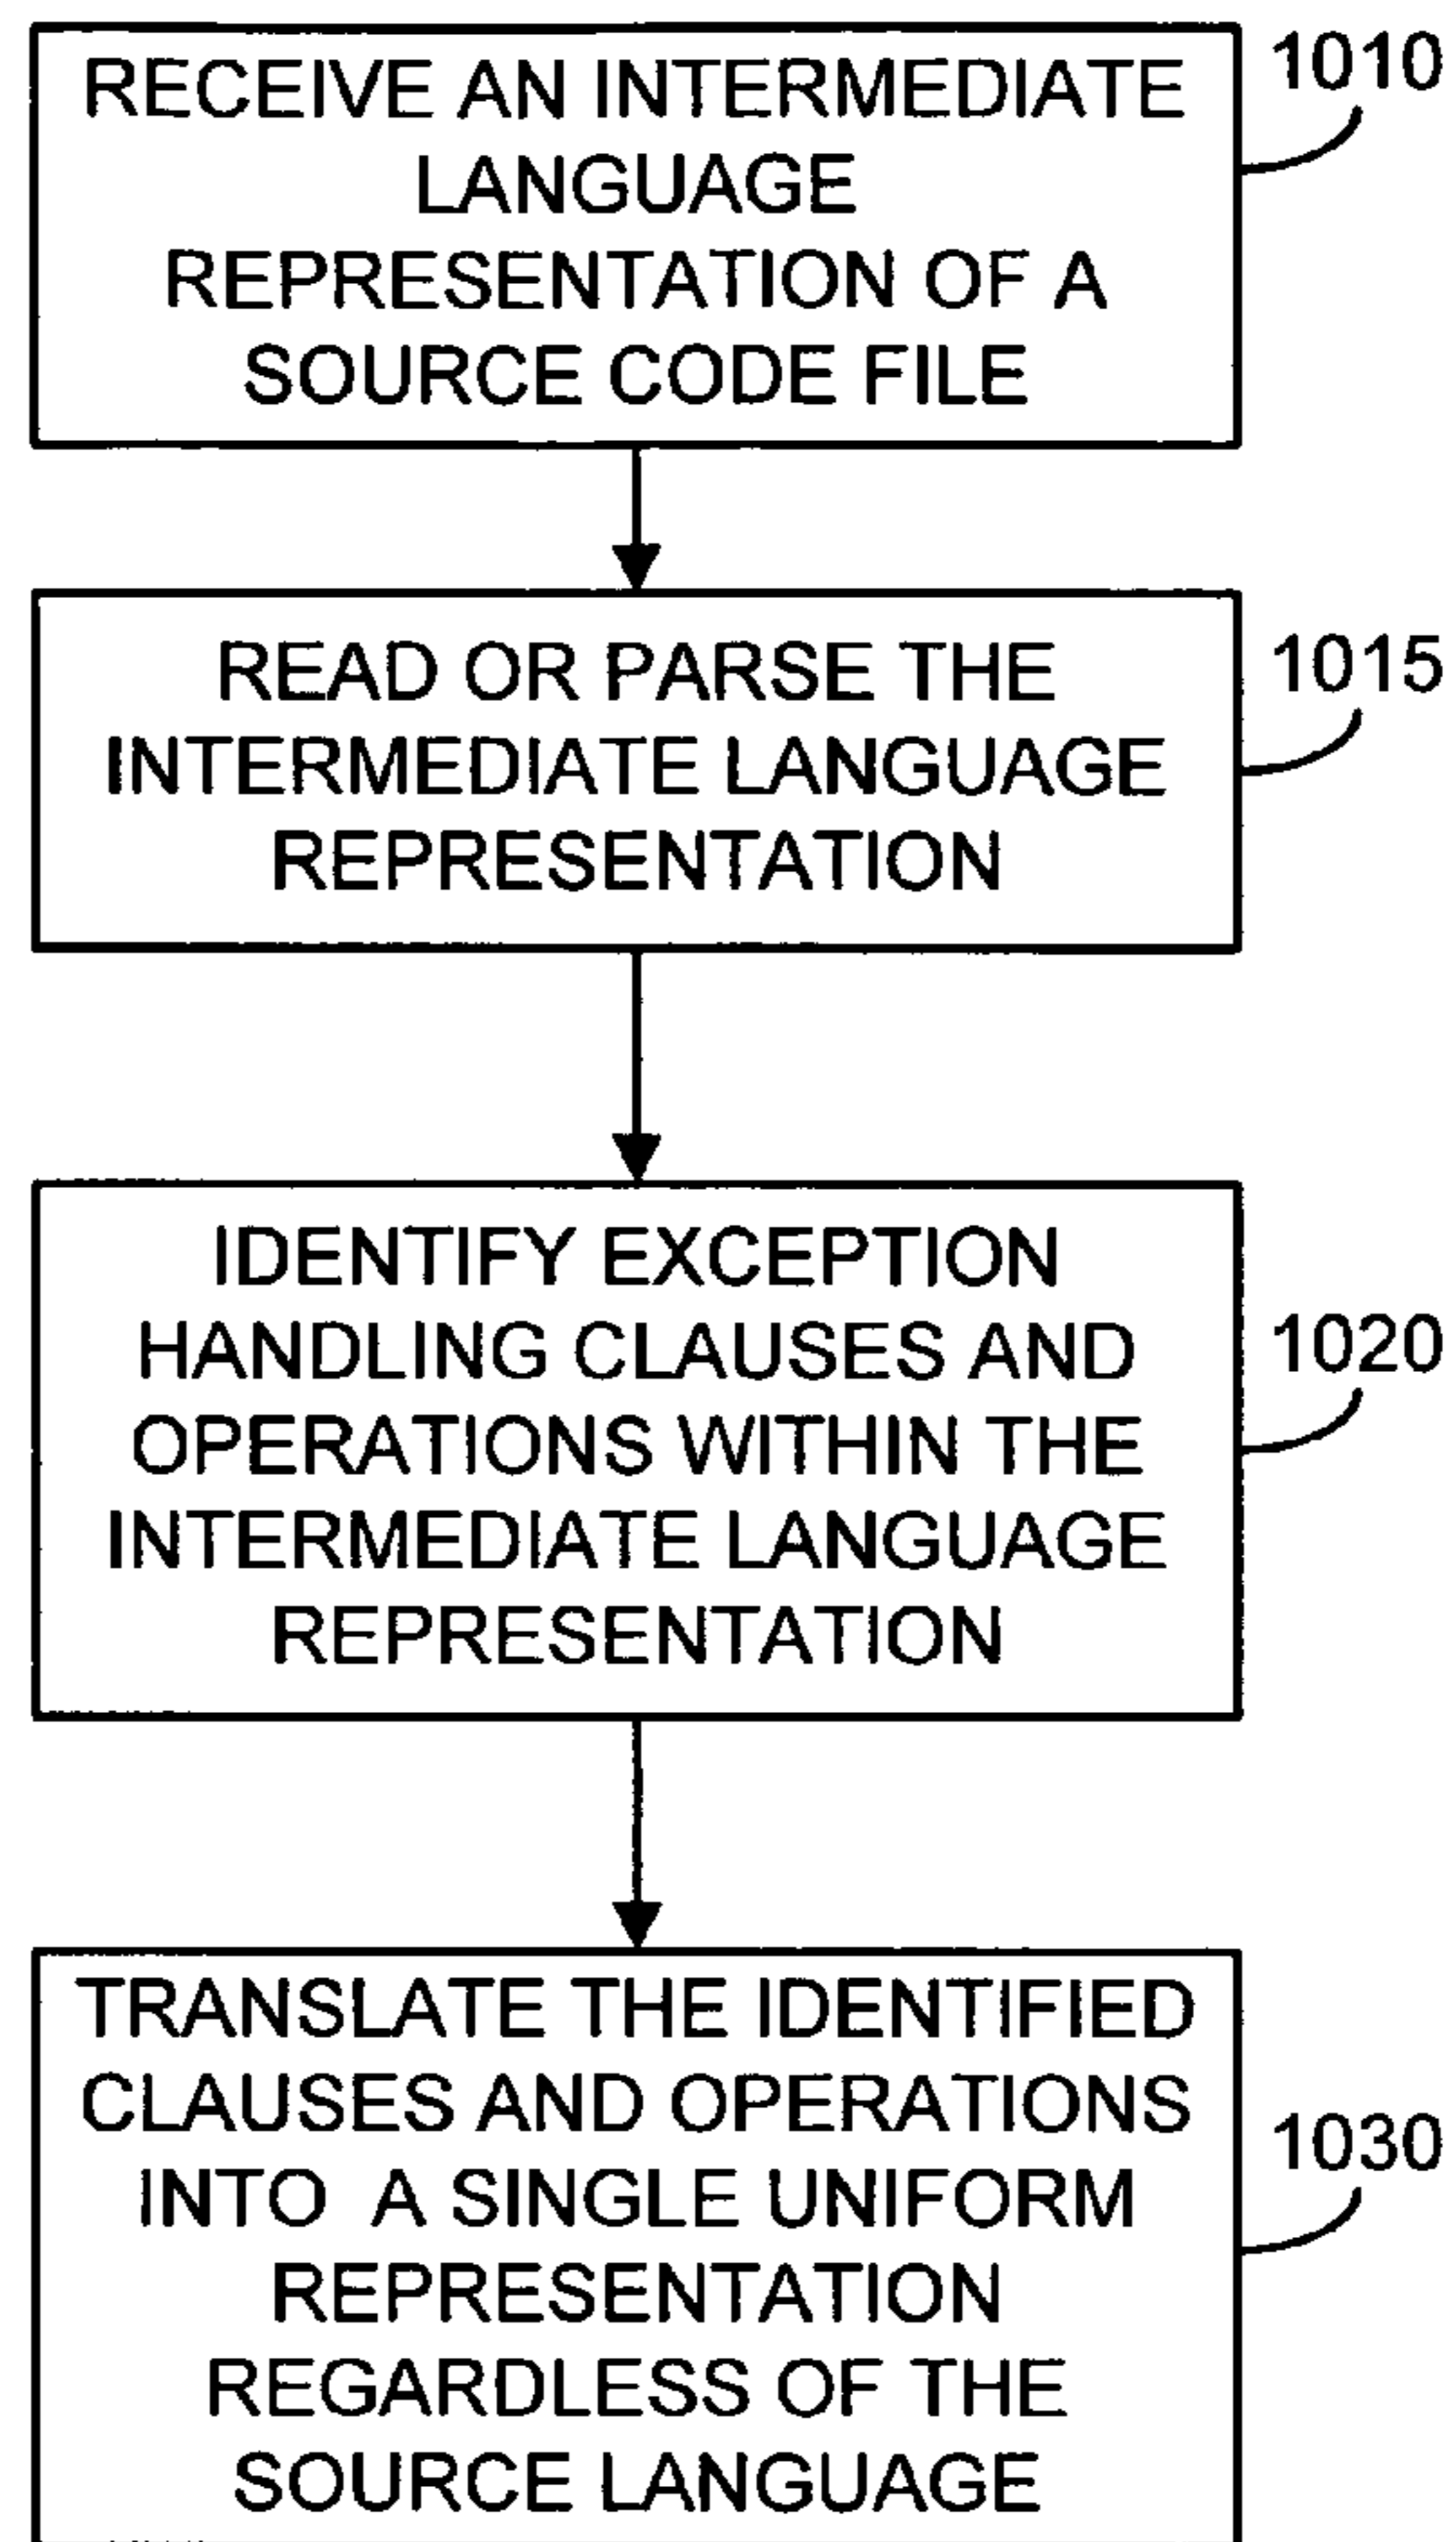 RECEIVE AN INTERMEDIATE
LANGUAGE
REPRESENTATION OF A
SOURCE CODE FILE
1010
READ OR PARSE THE
INTERMEDIATE LANGUAGE
REPRESENTATION
1015
IDENTIFY EXCEPTION
HANDLING CLAUSES AND
OPERATIONS WITHIN THE
INTERMEDIATE LANGUAGE
REPRESENTATION
1020
TRANSLATE THE IDENTIFIED
CLAUSES AND OPERATIONS
INTO A SINGLE UNIFORM
REPRESENTATION
REGARDLESS OF THE
SOURCE LANGUAGE
1030